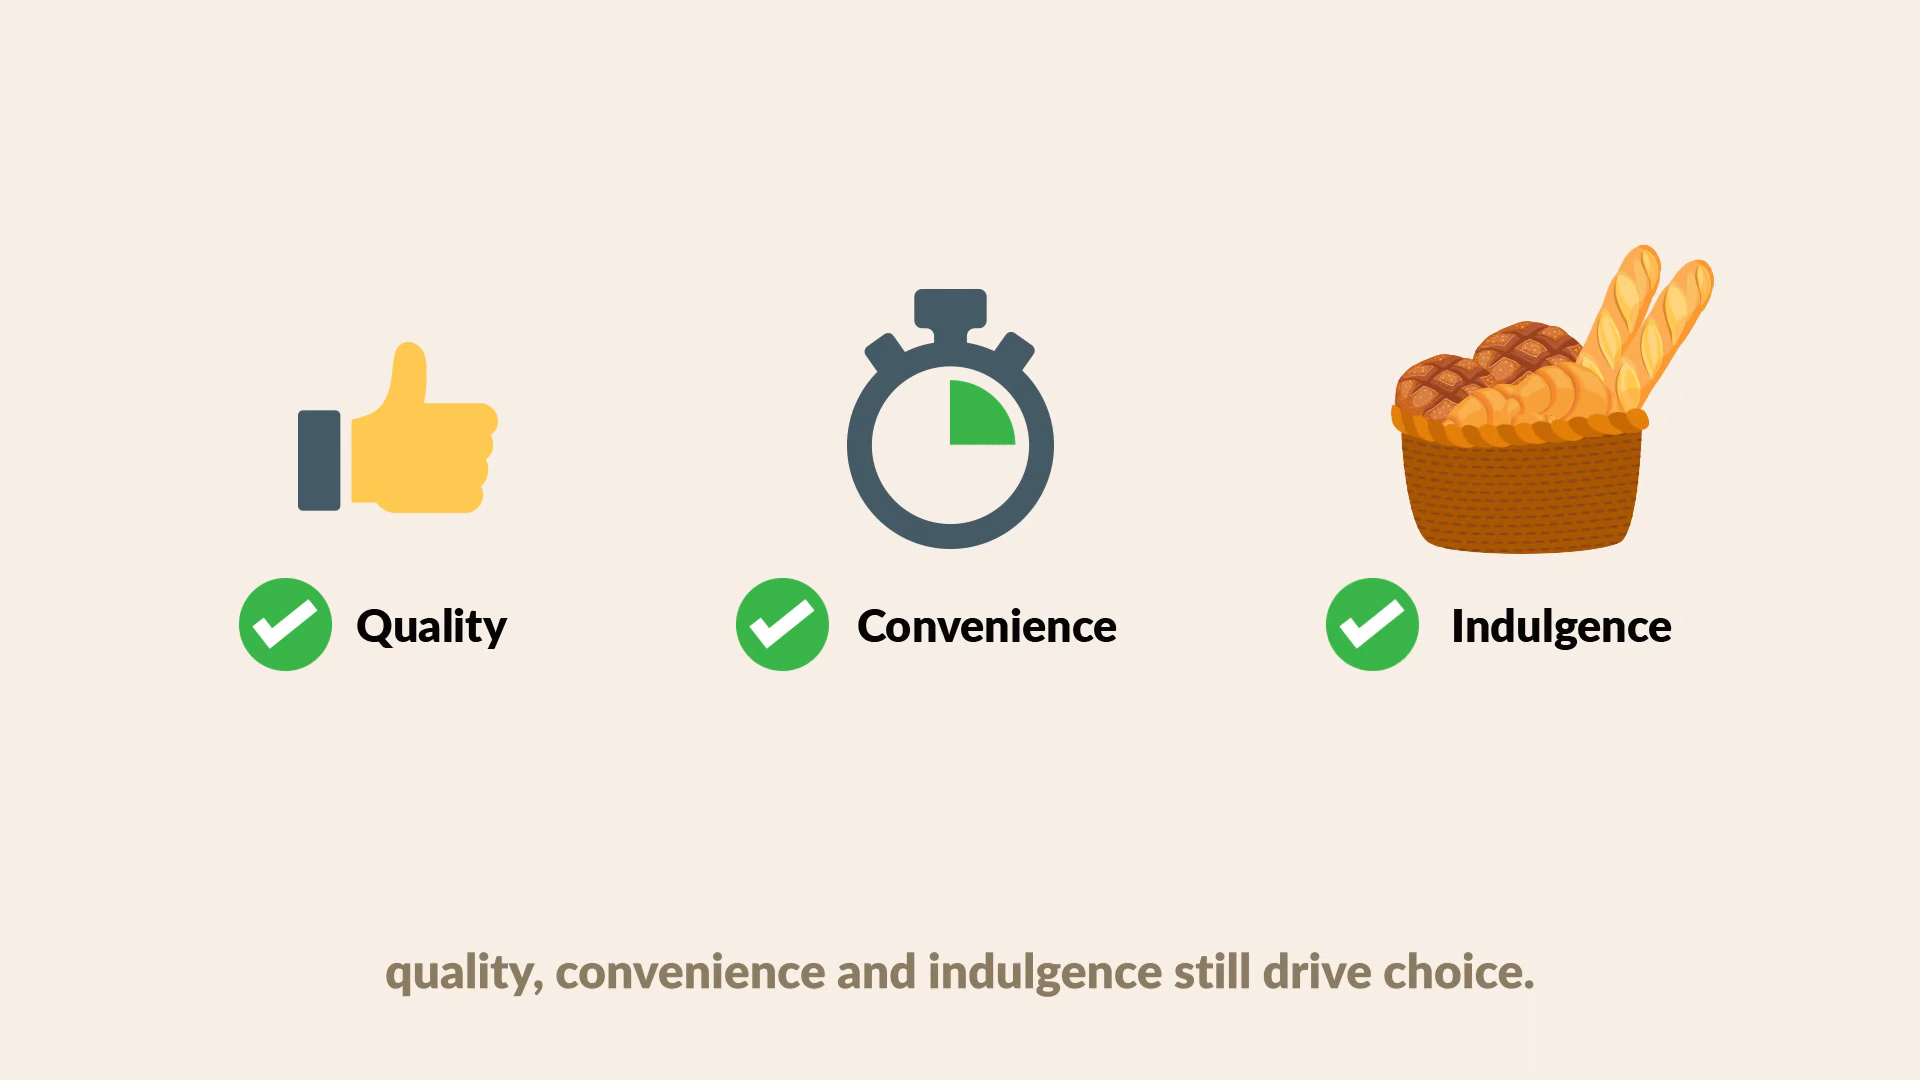 Quality
Convenience
Indulgence
quality, convenience and indulgence still drive choice.